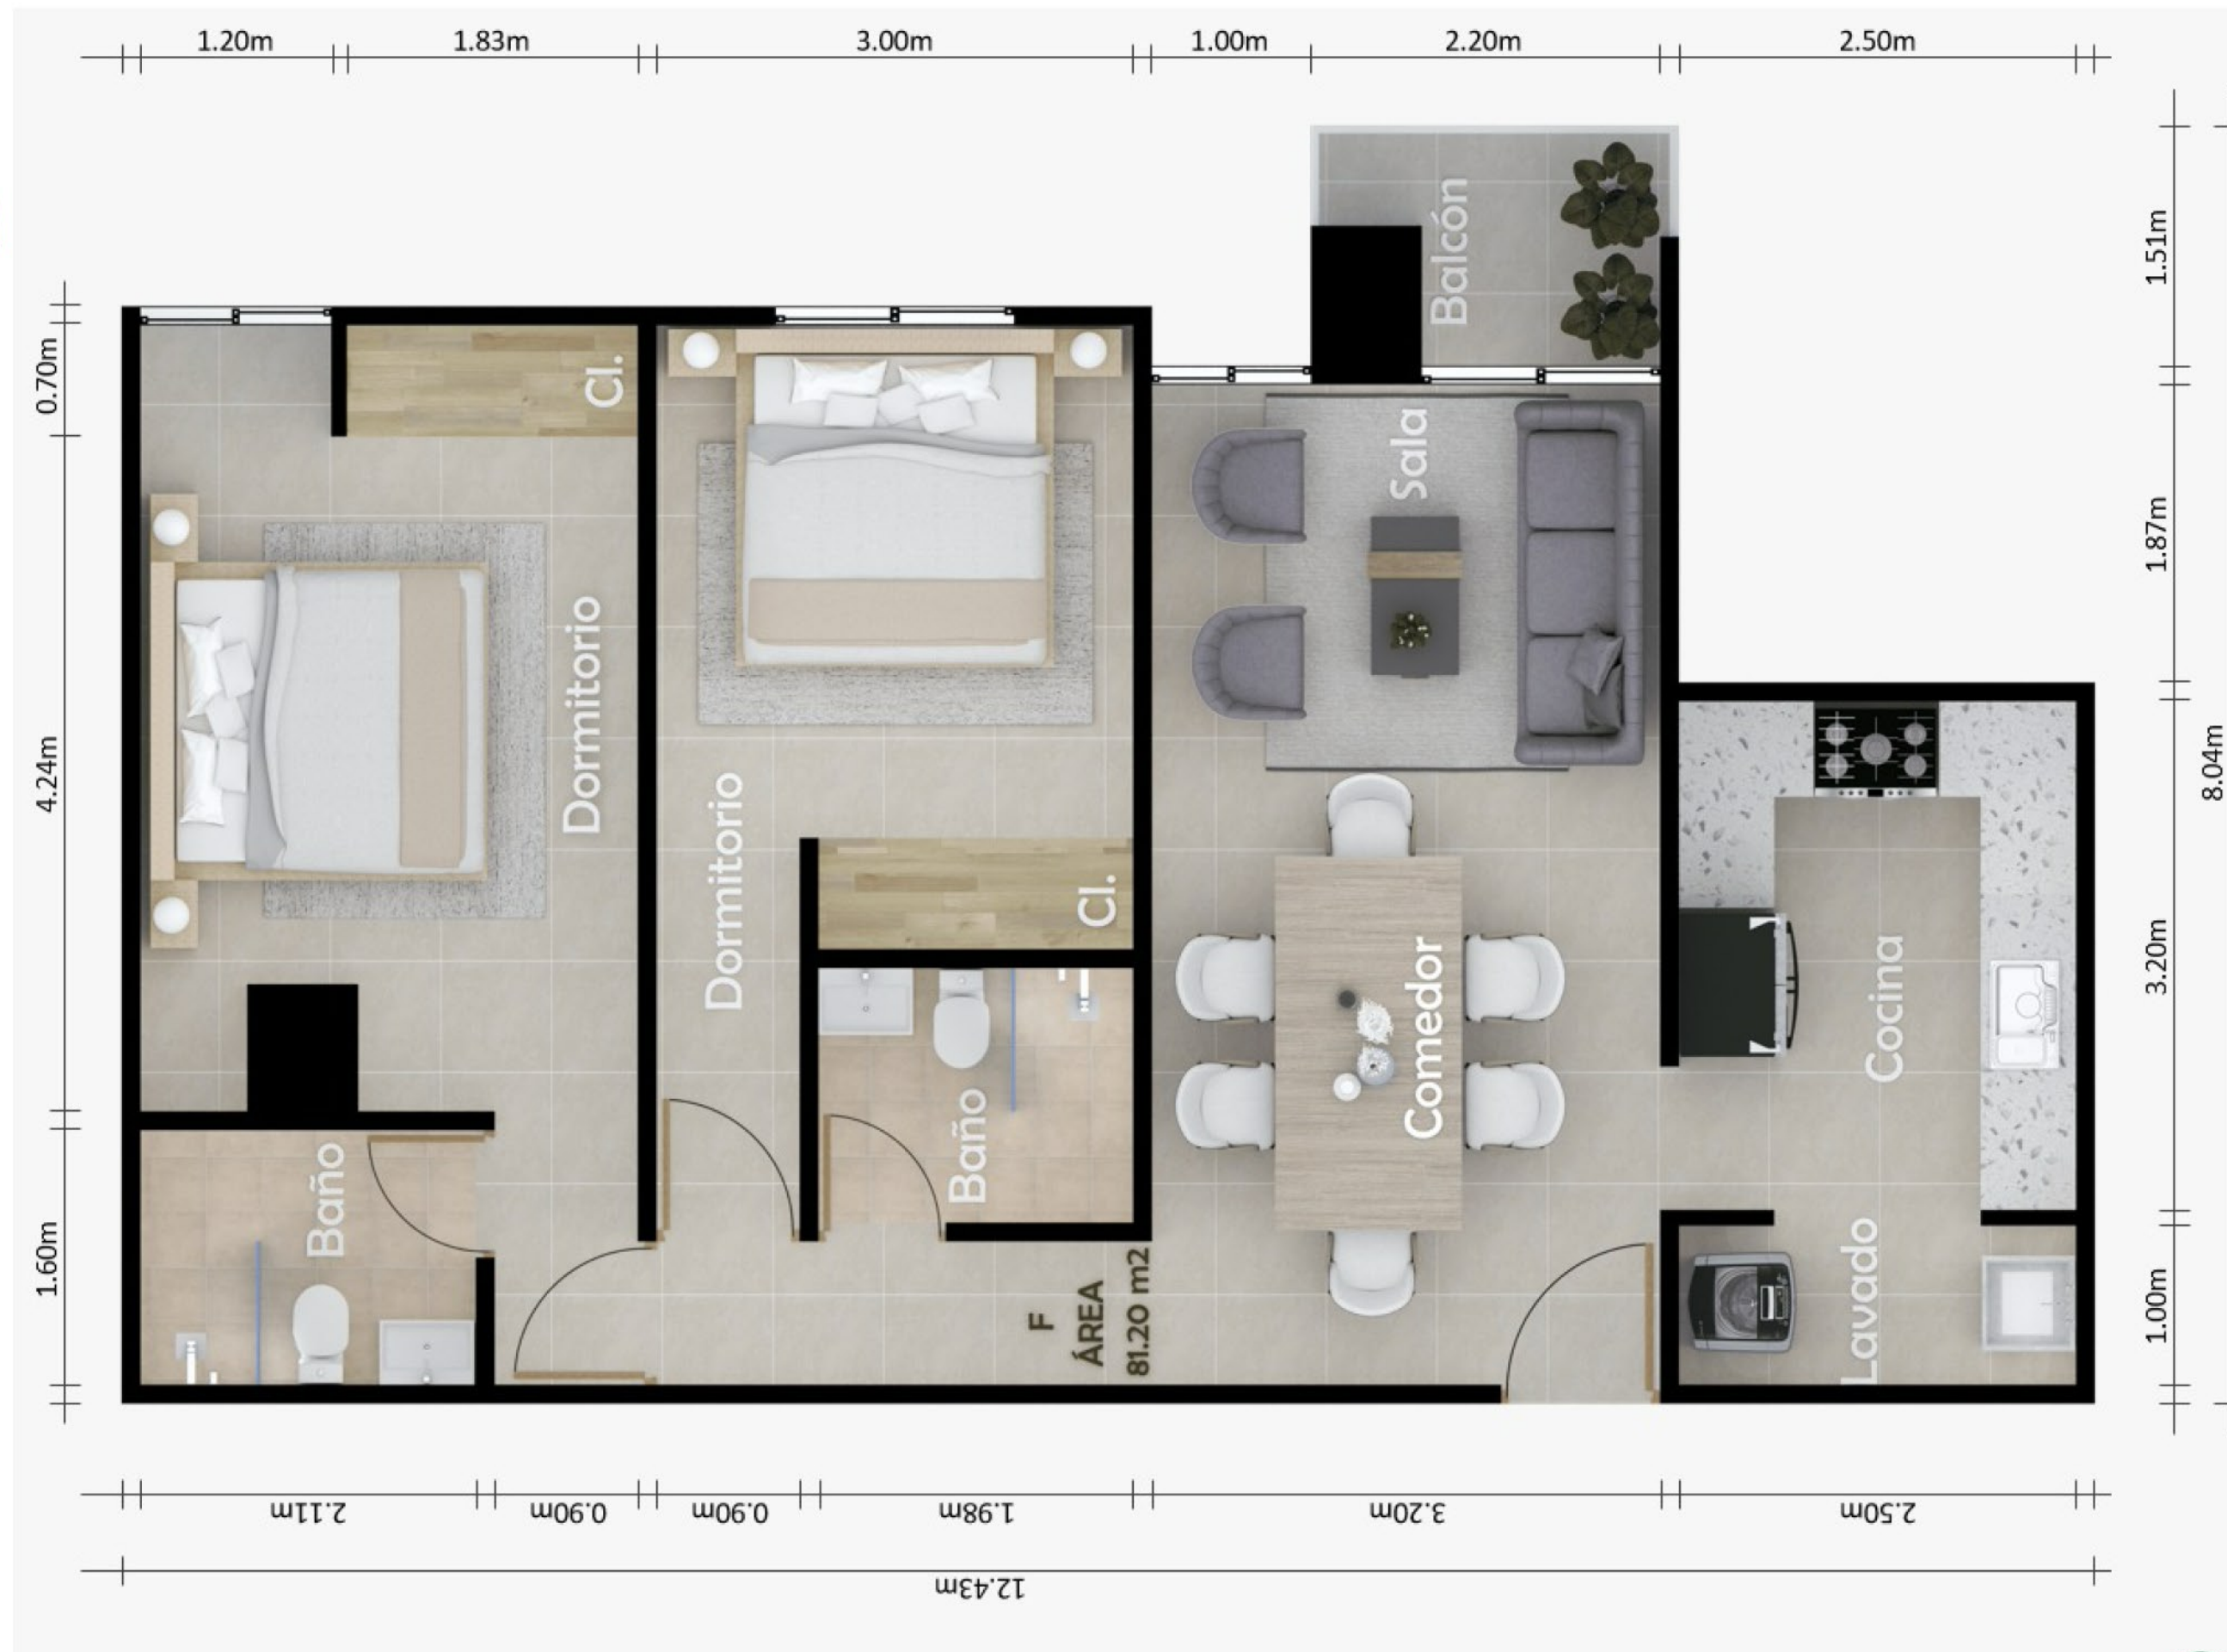 1.20m
1.83m
3.00m
1.00m
2.20m
2.50m
Balcón
1.51m
0.70m
Cl.
Sala
1.87m
Dormitorio
4.24m
Dormitorio
Cl.
8.04m
Comedor
Cocina
3.20m
Baño
Baño
Lavado
1.60m
1.00m
F
ÁREA
81.20 m2
2.11m
0.90m
0.90m
1.98m
3.20m
2.50m
12.43m